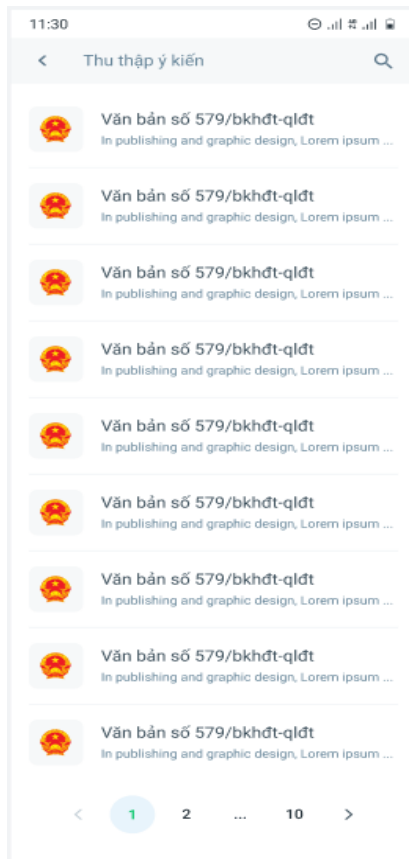 11:30
Thu thập ý kiến
Văn bản số 579/bkhđt-qlđt
In publishing and graphic design, Lorem ipsum ...
Văn bản số 579/bkhđt-qlđt
In publishing and graphic design, Lorem ipsum ...
Văn bản số 579/bkhđt-qlđt
In publishing and graphic design, Lorem ipsum ...
Văn bản số 579/bkhđt-qlđt
In publishing and graphic design, Lorem ipsum ...
Văn bản số 579/bkhđt-qlđt
In publishing and graphic design, Lorem ipsum ...
Văn bản số 579/bkhđt-qlđt
In publishing and graphic design, Lorem ipsum ...
Văn bản số 579/bkhđt-qlđt
In publishing and graphic design, Lorem ipsum ...
Văn bản số 579/bkhđt-qlđt
In publishing and graphic design, Lorem ipsum ...
Văn bản số 579/bkhđt-qlđt
In publishing and graphic design, Lorem ipsum ...
< 1 2 ... 10 >